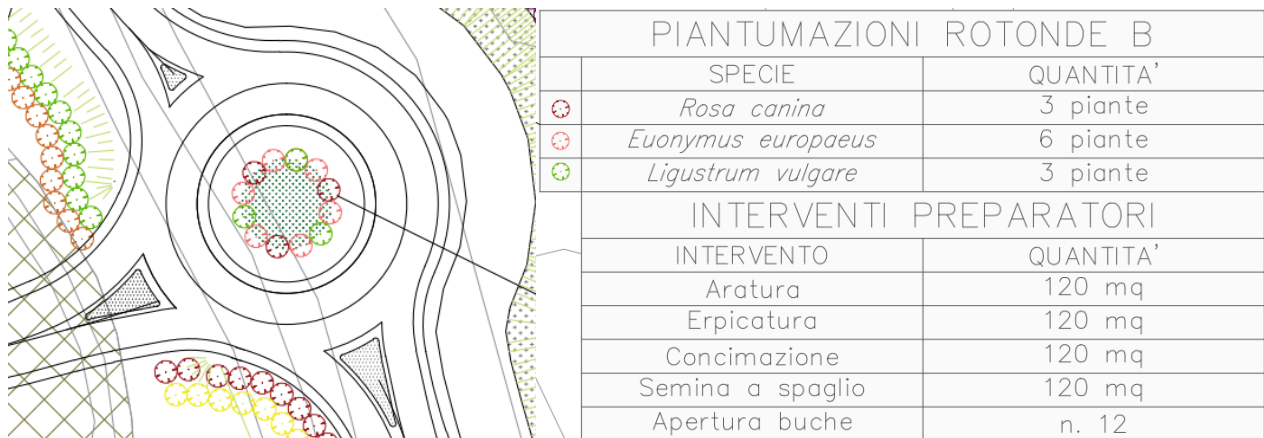 PIANTUMAZIONI ROTONDE B
SPECIE QUANTITA'
Rosa canina 3 piante
Euonymus europaeus 6 piante
Ligustrum vulgare 3 piante
INTERVENTI PREPARATORI
INTERVENTO QUANTITA'
Aratura 120 mq
Erpicatura 120 mq
Concimazione 120 mq
Semina a spaglio 120 mq
Apertura buche n. 12